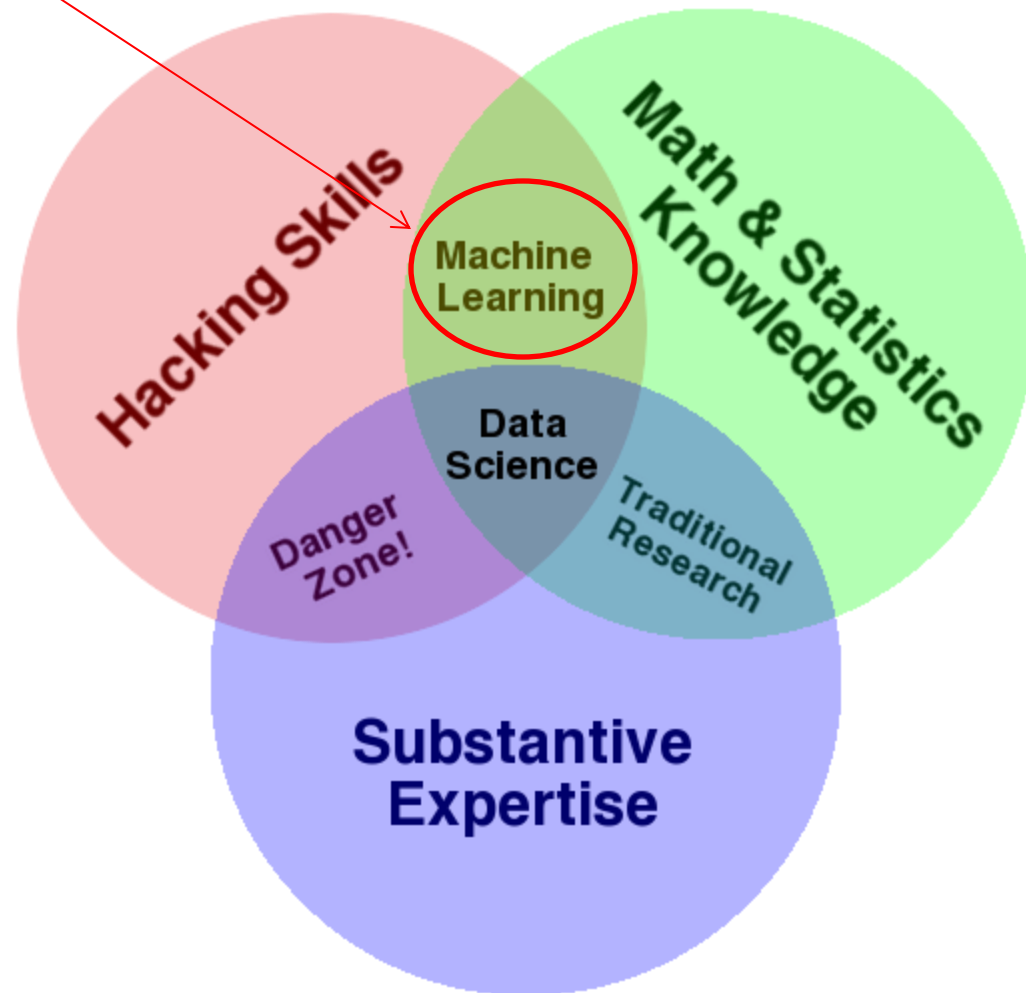 Hacking Skills
Math & Statistics
Knowledge
Machine
Learning
Data
Science
Danger
Zone!
Traditional
Research
Substantive
Expertise